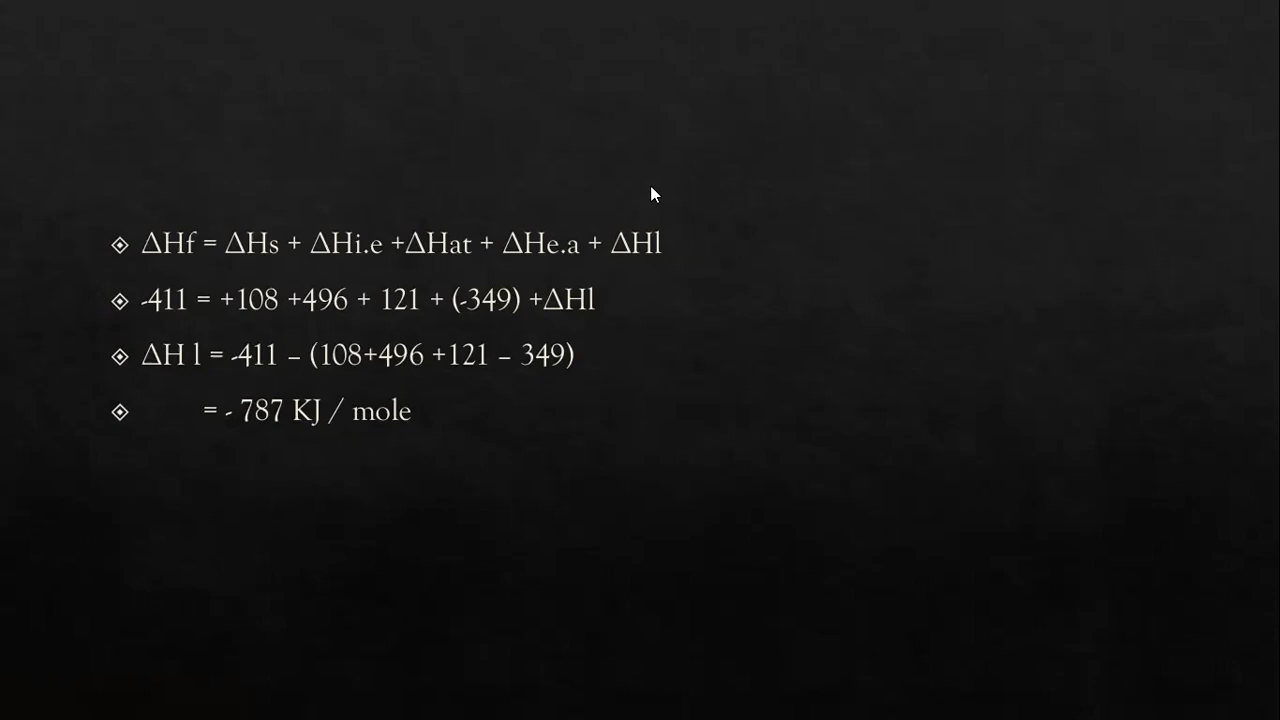 ΔHf = ΔHs + ΔHi.e +ΔHat + ΔHe.a + ΔHl
-411 = +108 +496 + 121 + (-349) +ΔHl
ΔH l = -411 – (108+496 +121 – 349)
= - 787 KJ / mole